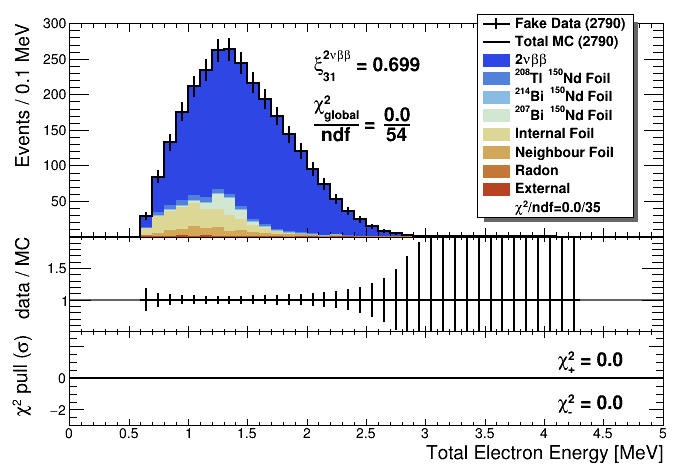 Events / 0.1 MeV
300
250
200
150
100
50
ξ₃₁²ᵛᵝᵝ = 0.699
χ²global/ndf = 0.0/54
Fake Data (2790)
Total MC (2790)
2νββ
²⁰⁸Tl ¹⁵⁰Nd Foil
²¹⁴Bi ¹⁵⁰Nd Foil
²⁰⁷Bi ¹⁵⁰Nd Foil
Internal Foil
Neighbour Foil
Radon
External
χ²/ndf=0.0/35
data / MC
1.5
1
χ² pull (σ)
0
−2
χ²₊ = 0.0
χ²₋ = 0.0
0 0.5 1 1.5 2 2.5 3 3.5 4 4.5 5
Total Electron Energy [MeV]